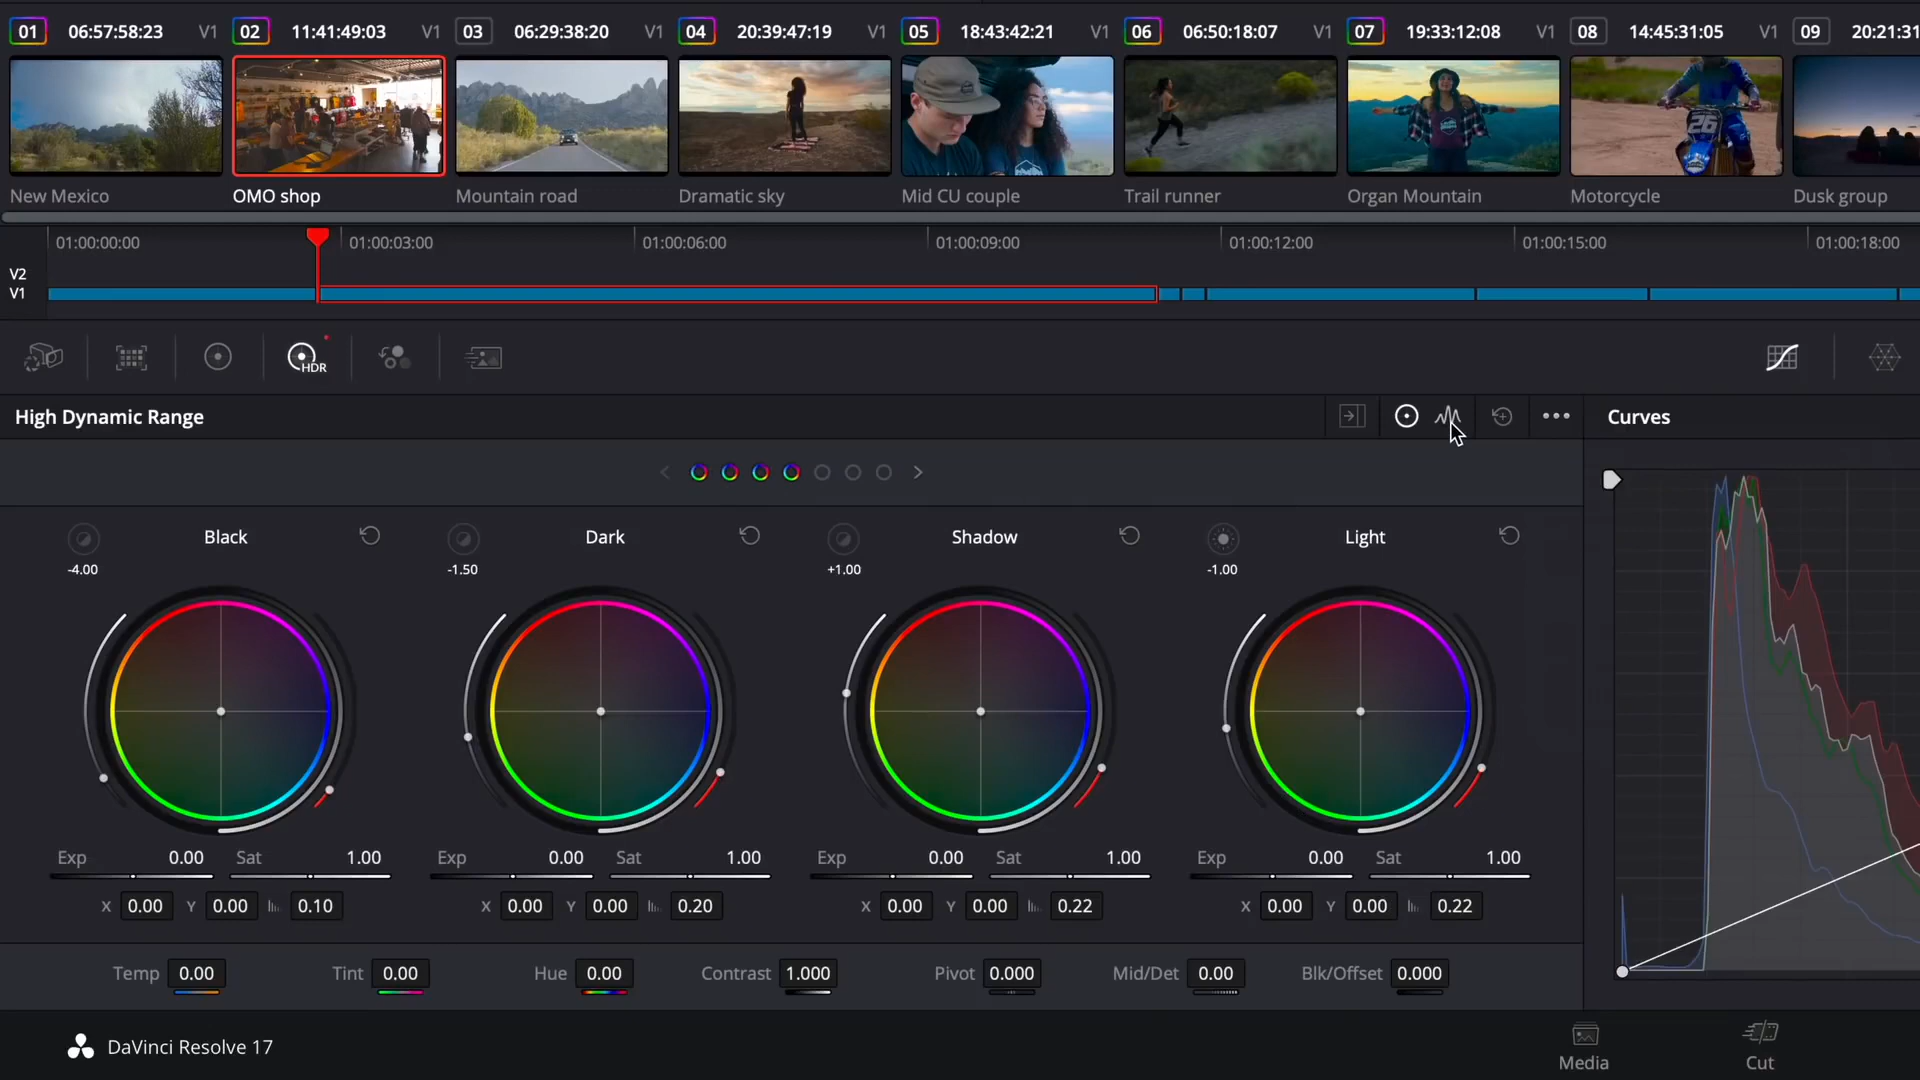 01 06:57:58:23 V1 02 11:41:49:03 V1 03 06:29:38:20 V1 04 20:39:47:19 V1 05 18:43:42:21 V1 06 06:50:18:07 V1 07 19:33:12:08 V1 08 14:45:31:05 V1 09 20:21:31
26
New Mexico OMO shop Mountain road Dramatic sky Mid CU couple Trail runner Organ Mountain Motorcycle Dusk group
01:00:00:00 01:00:03:00 01:00:06:00 01:00:09:00 01:00:12:00 01:00:15:00 01:00:18:00
V2
V1
HDR
High Dynamic Range Curves
Black Dark Shadow Light
-4.00 -1.50 +1.00 -1.00
Exp 0.00 Sat 1.00 Exp 0.00 Sat 1.00 Exp 0.00 Sat 1.00 Exp 0.00 Sat 1.00
X 0.00 Y 0.00 0.10 X 0.00 Y 0.00 0.20 X 0.00 Y 0.00 0.22 X 0.00 Y 0.00 0.22
Temp 0.00 Tint 0.00 Hue 0.00 Contrast 1.000 Pivot 0.000 Mid/Det 0.00 Blk/Offset 0.000
DaVinci Resolve 17 Media Cut